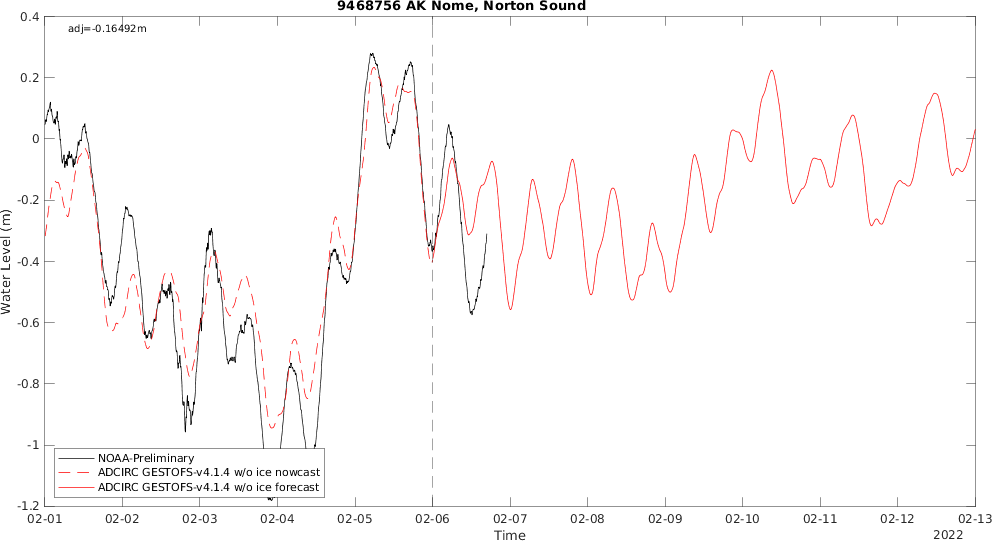 9468756 AK Nome, Norton Sound
adj=-0.16492m
0.4
0.2
0
-0.2
-0.4
-0.6
-0.8
-1
-1.2
Water Level (m)
NOAA-Preliminary
ADCIRC GESTOFS-v4.1.4 w/o ice nowcast
ADCIRC GESTOFS-v4.1.4 w/o ice forecast
02-01 02-02 02-03 02-04 02-05 02-06 02-07 02-08 02-09 02-10 02-11 02-12 02-13
Time
2022